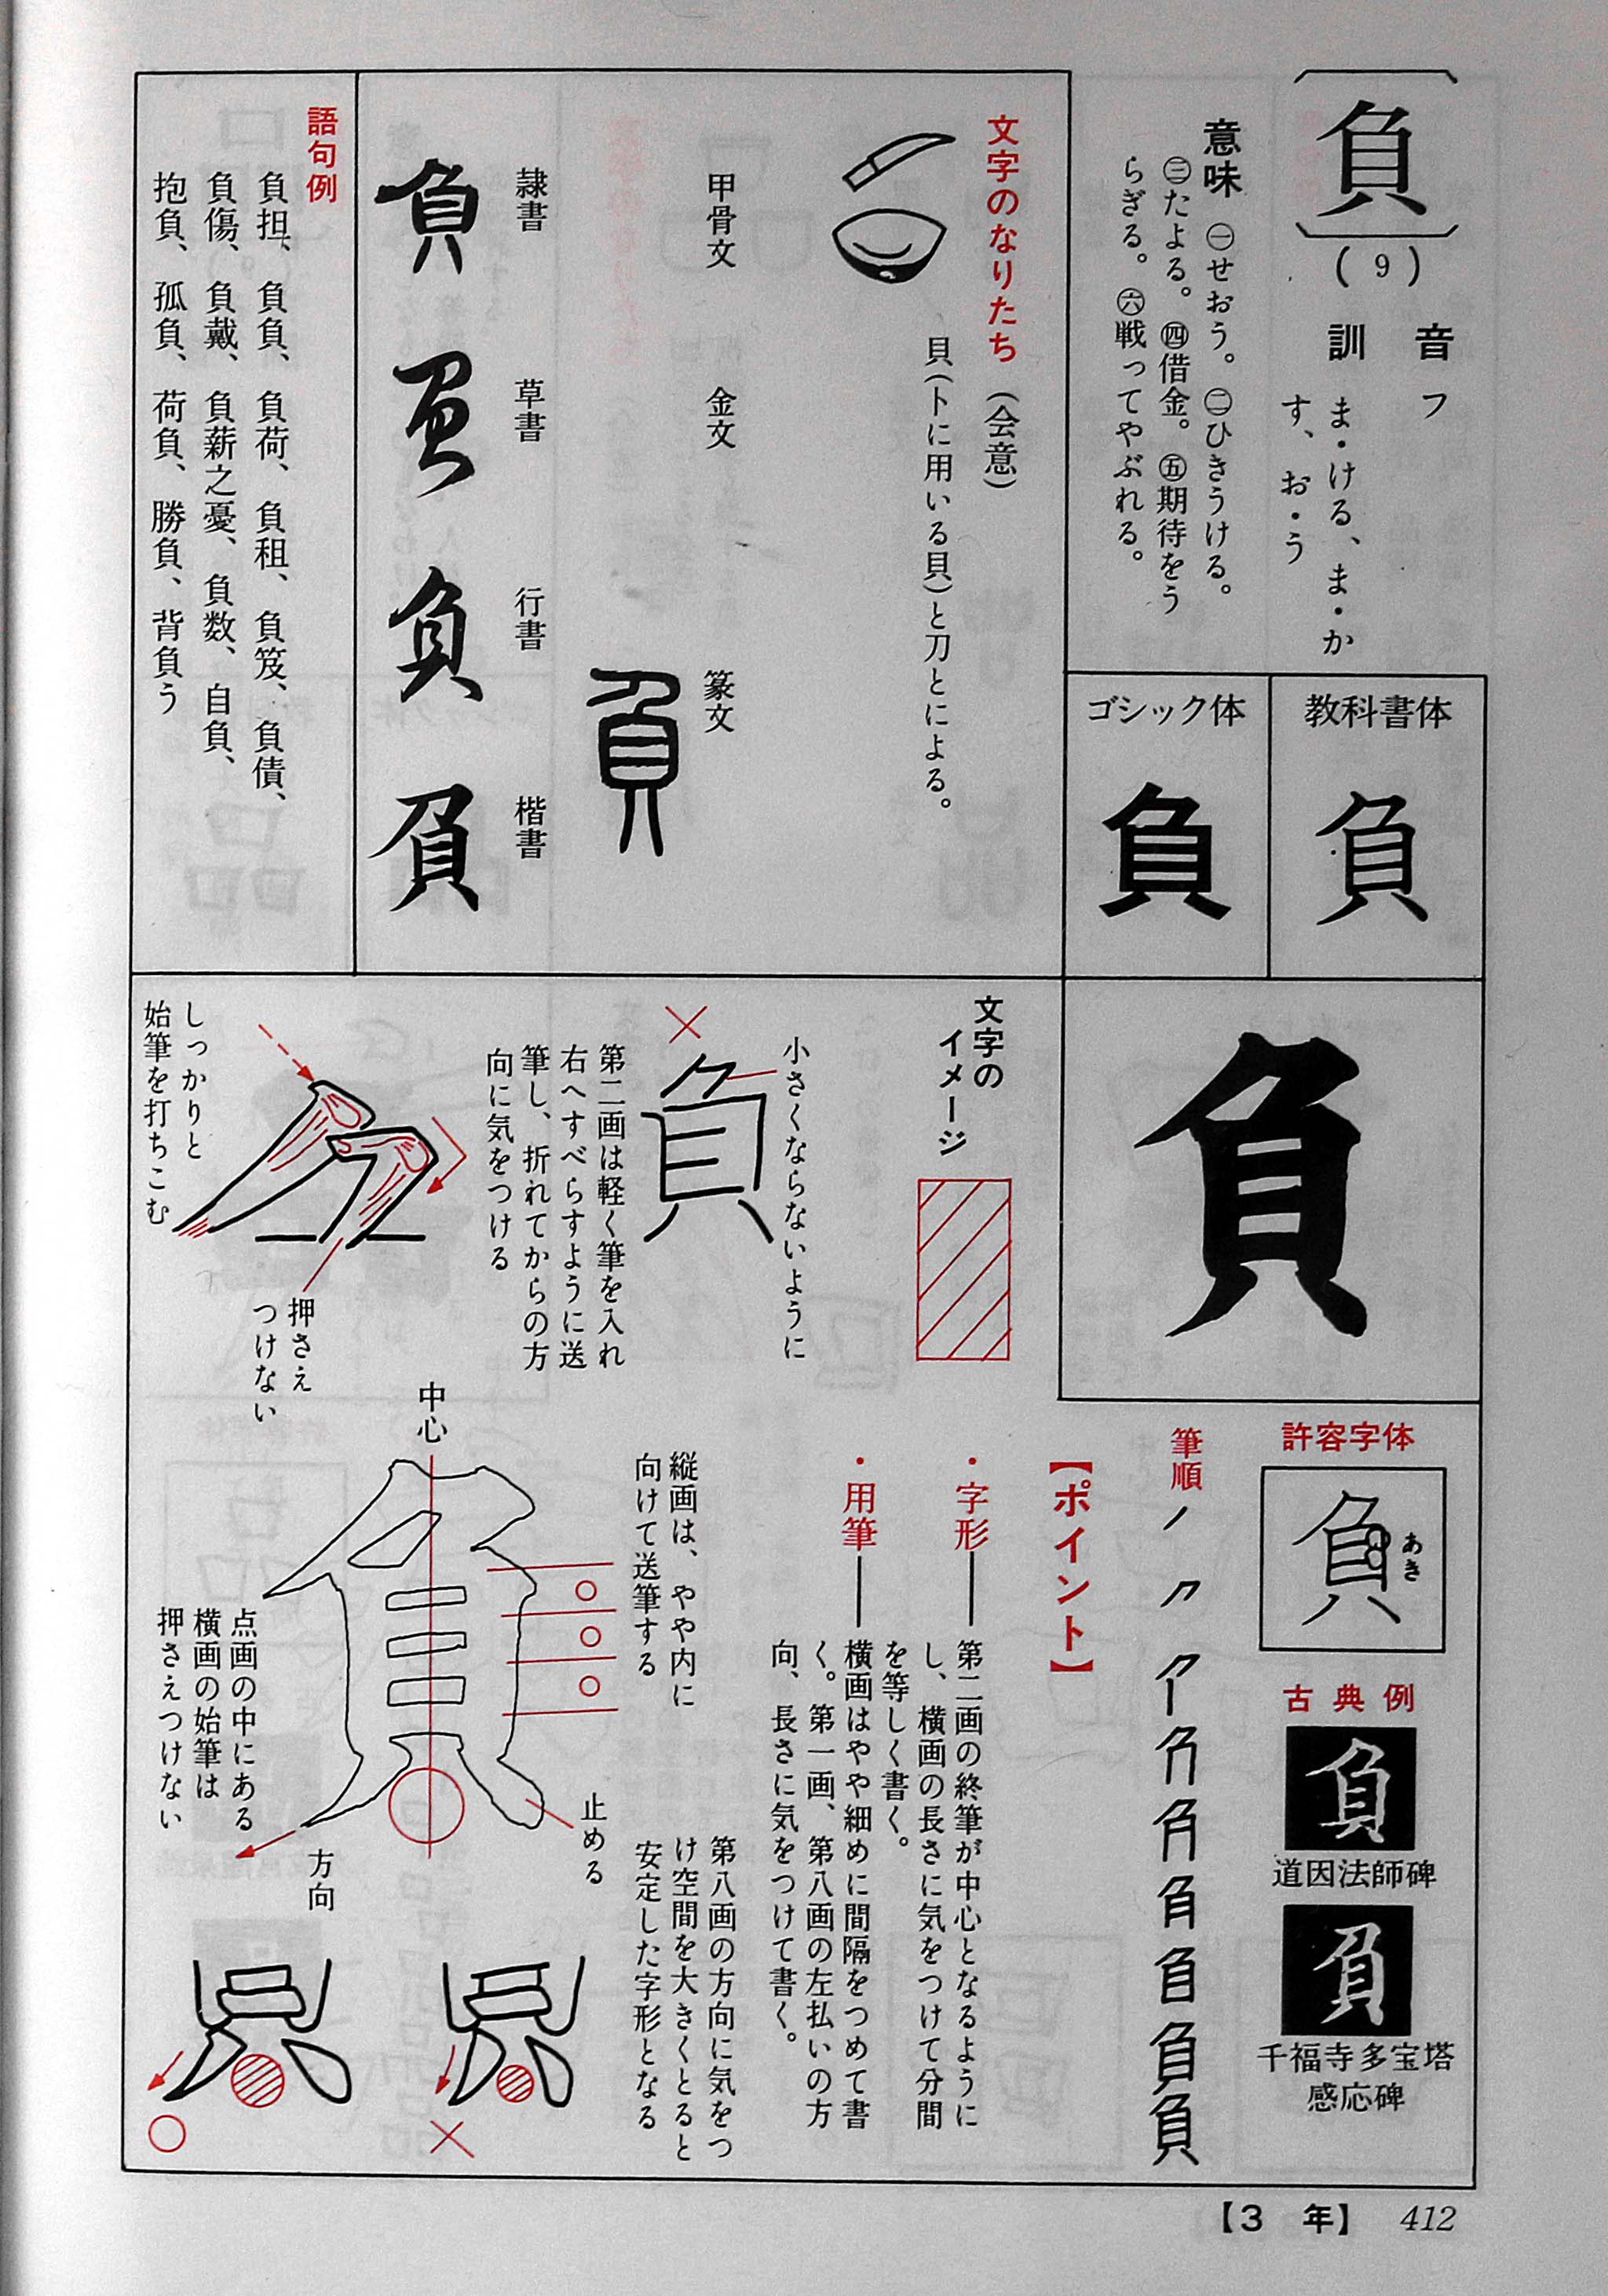 負
(9)
音　フ
訓　ま・ける、ま・か
す、お・う
意味　㊀せおう。㊁ひきうける。
㊂たよる。㊃借金。㊄期待をう
らぎる。㊅戦ってやぶれる。
教科書体
負
ゴシック体
負
文字のなりたち（会意）
貝（卜に用いる貝）と刀とによる。
甲骨文
金文
篆文
負
隷書
負
草書
負
行書
負
楷書
負
語句例
負担、負負、負荷、負租、負笈、負債、
負傷、負戴、負薪之憂、負数、自負、
抱負、孤負、荷負、勝負、背負う
負
文字の
イメージ
小さくならないように
負
第二画は軽く筆を入れ
右へすべらすように送
筆し、折れてからの方
向に気をつける
しっかりと
始筆を打ちこむ
押さえ
つけない
許容字体
負
あき
古典例
負
道因法師碑
負
千福寺多宝塔
感応碑
筆順
負
【ポイント】
・字形――第二画の終筆が中心となるように
し、横画の長さに気をつけて分間
を等しく書く。
・用筆――横画はやや細めに間隔をつめて書
く。第一画、第八画の左払いの方
向、長さに気をつけて書く。
縦画は、やや内に
向けて送筆する
第八画の方向に気をつ
け空間を大きくとると
安定した字形となる
中心
止める
方向
点画の中にある
横画の始筆は
押さえつけない
【3　年】　412